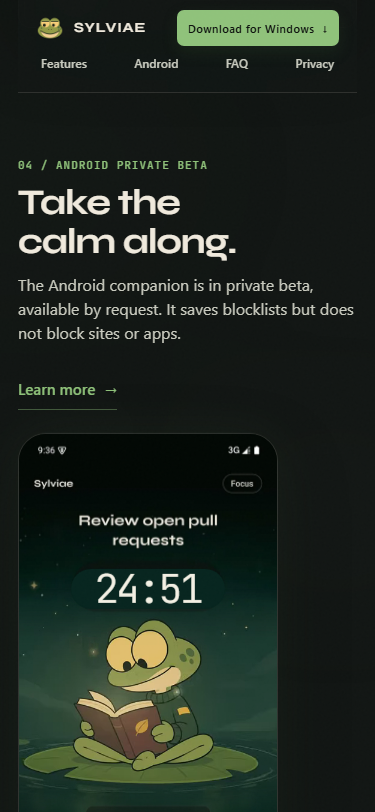 SYLVIAE
Download for Windows ↓
Features Android FAQ Privacy
04 / ANDROID PRIVATE BETA
Take the
calm along.
The Android companion is in private beta,
available by request. It saves blocklists but does
not block sites or apps.
Learn more →
9:36 3G
Sylviae Focus
Review open pull
requests
24:51